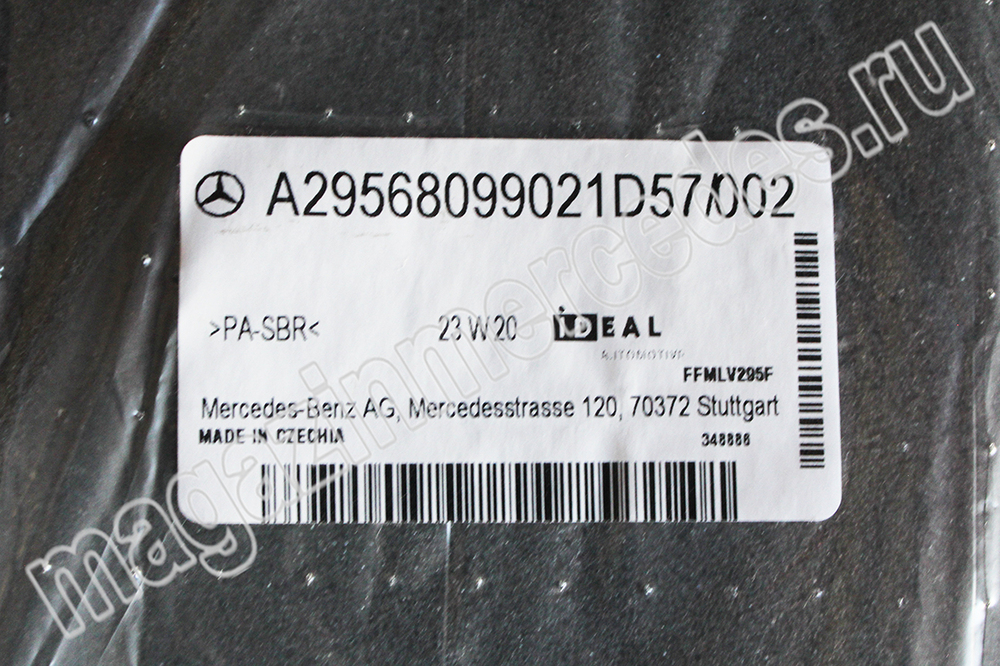 A29568099021D57/002
>PA-SBR<
23 W 20
iDEAL
AUTOMOTIVE
FFMLV295F
Mercedes-Benz AG, Mercedesstrasse 120, 70372 Stuttgart
MADE IN CZECHIA
348886
magazinmercedes.ru